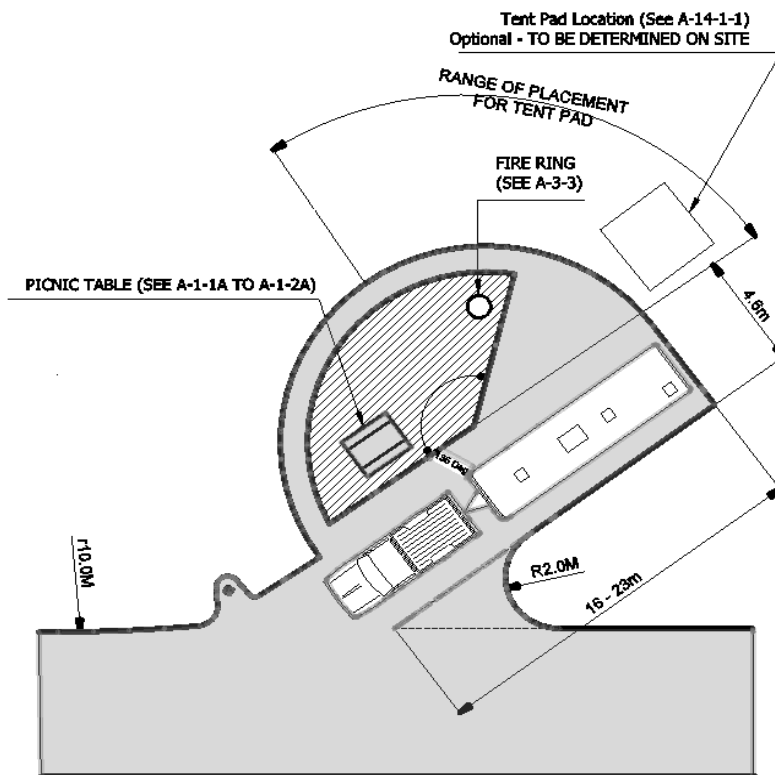 Tent Pad Location (See A-14-1-1)
Optional - TO BE DETERMINED ON SITE
RANGE OF PLACEMENT
FOR TENT PAD
FIRE RING
(SEE A-3-3)
PICNIC TABLE (SEE A-1-1A TO A-1-2A)
4.6m
136 Deg
r10.0M
R2.0M
16 - 23m